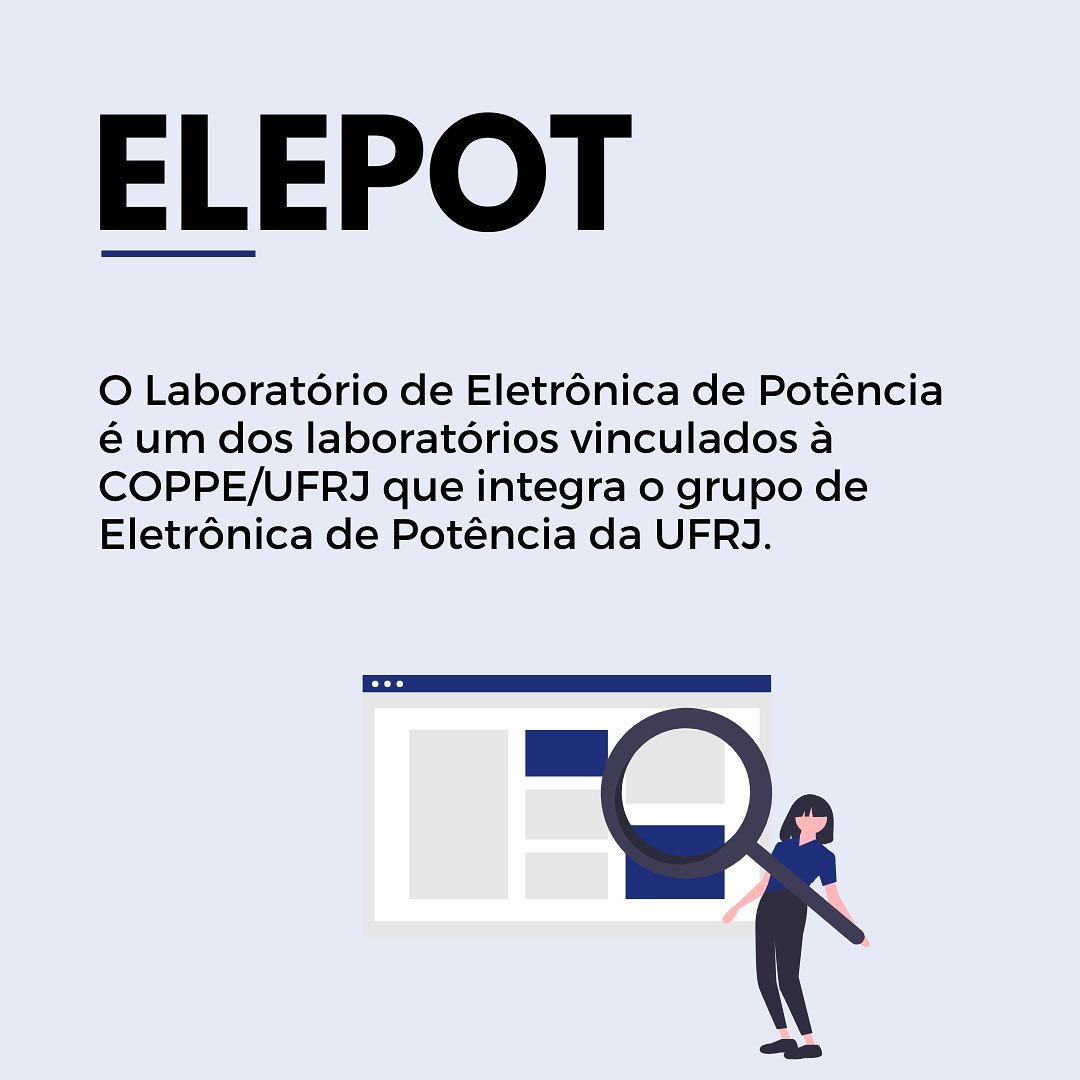 ELEPOT
O Laboratório de Eletrônica de Potência
é um dos laboratórios vinculados à
COPPE/UFRJ que integra o grupo de
Eletrônica de Potência da UFRJ.